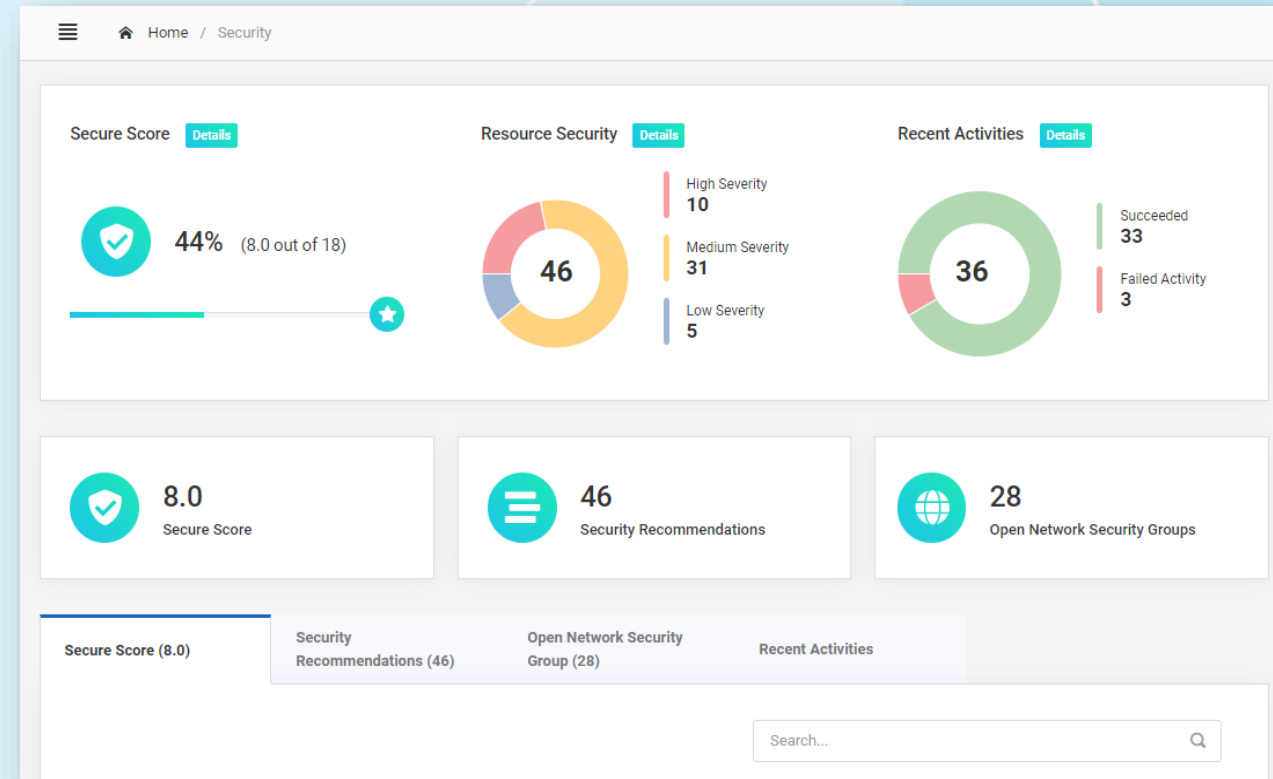 Home / Security
Secure Score Details
44% (8.0 out of 18)
Resource Security Details
46
High Severity
10
Medium Severity
31
Low Severity
5
Recent Activities Details
36
Succeeded
33
Failed Activity
3
8.0
Secure Score
46
Security Recommendations
28
Open Network Security Groups
Secure Score (8.0)
Security
Recommendations (46)
Open Network Security
Group (28)
Recent Activities
Search...